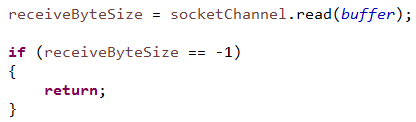 receiveByteSize = socketChannel.read(buffer);
if (receiveByteSize == -1)
{
    return;
}